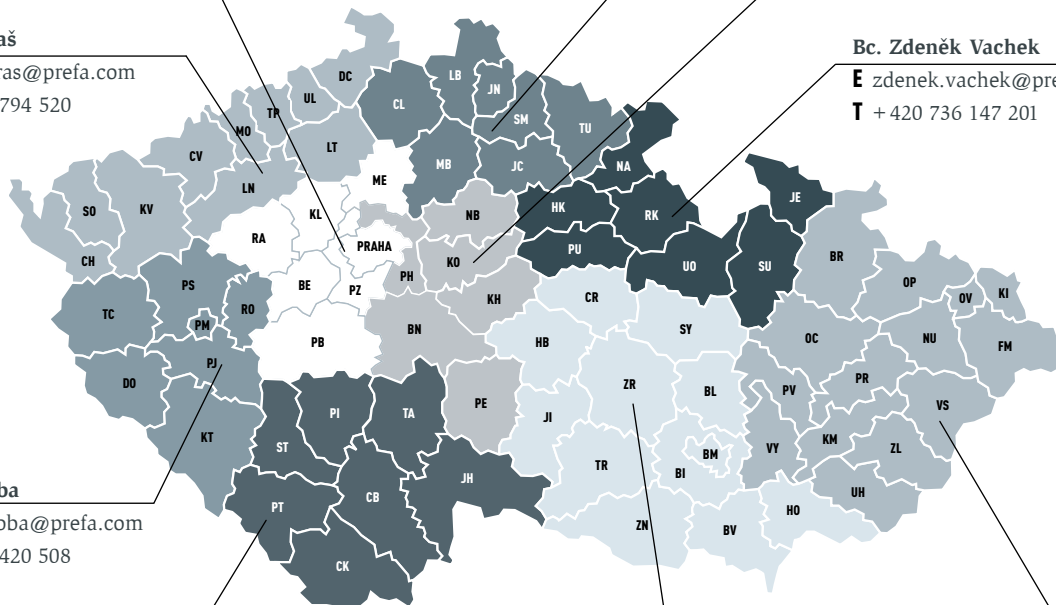 aš
ras@prefa.com
794 520
Bc. Zdeněk Vachek
E zdenek.vachek@pre
T +420 736 147 201
oba
oba@prefa.com
420 508
DC
LB
JN
UL
CL
TP
SM
TU
MO
LT
CV
MB
JC
NA
ME
LN
JE
SO
KV
KL
NB
HK
RK
RA
PRAHA
PU
CH
KO
BR
PH
UO
SU
OP
PS
BE
PZ
OV
KI
RO
KH
CR
TC
PM
BN
SY
OC
NU
FM
PB
HB
PJ
DO
ZR
PR
BL
PV
PE
VS
PI
TA
JI
KT
ST
KM
VY
ZL
BM
TR
BI
JH
UH
CB
PT
HO
ZN
BV
CK